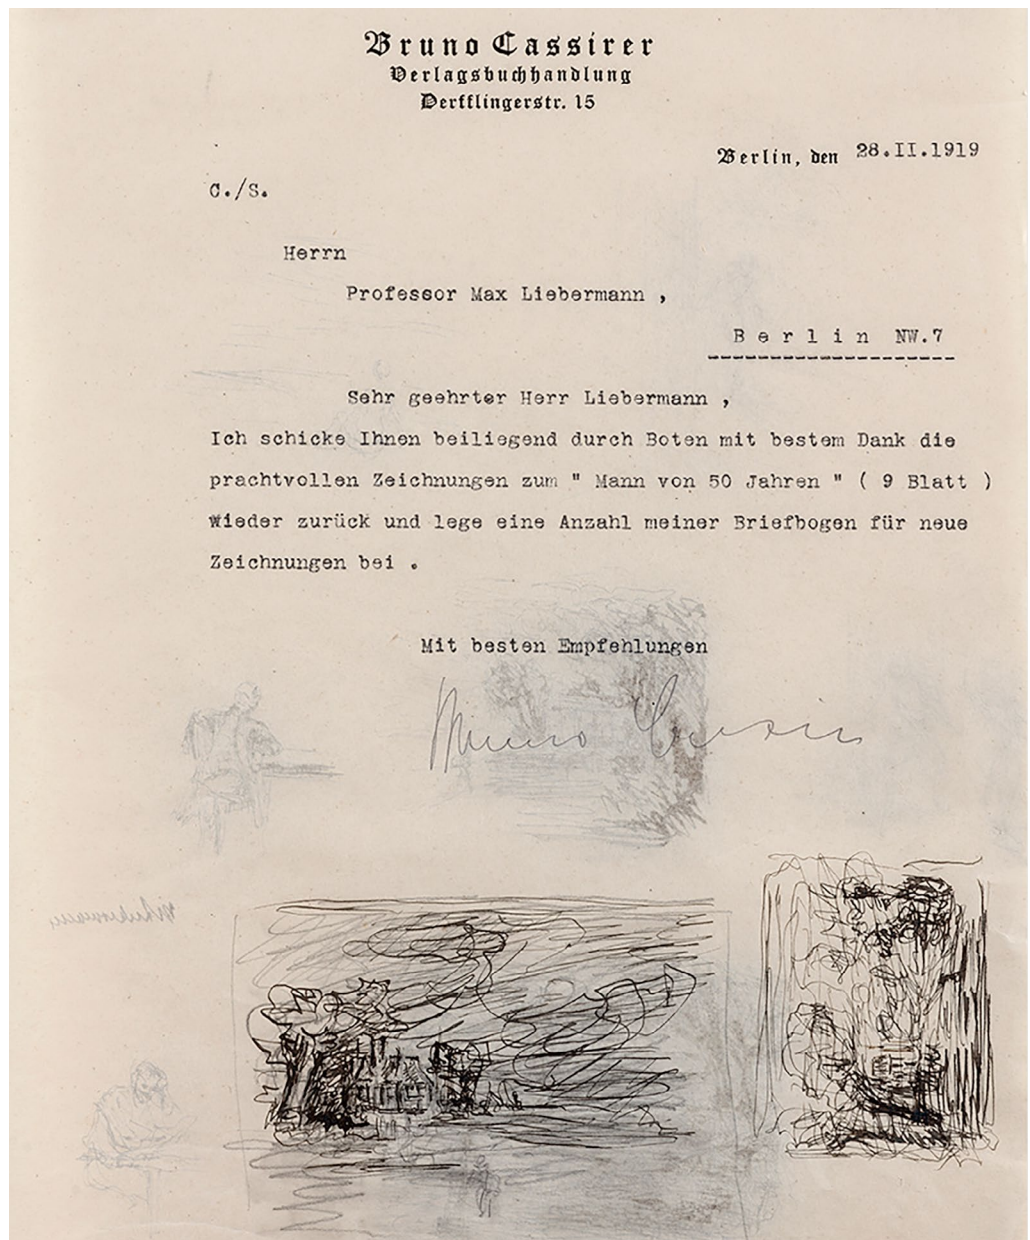 Bruno Cassirer
Verlagsbuchhandlung
Derfflingerstr. 15
Berlin, den 28.II.1919
C./S.
Herrn
Professor Max Liebermann ,
B e r l i n NW.7
Sehr geehrter Herr Liebermann ,
Ich schicke Ihnen beiliegend durch Boten mit bestem Dank die
prachtvollen Zeichnungen zum " Mann von 50 Jahren " ( 9 Blatt )
wieder zurück und lege eine Anzahl meiner Briefbogen für neue
Zeichnungen bei .
Mit besten Empfehlungen
Bruno Cassirer